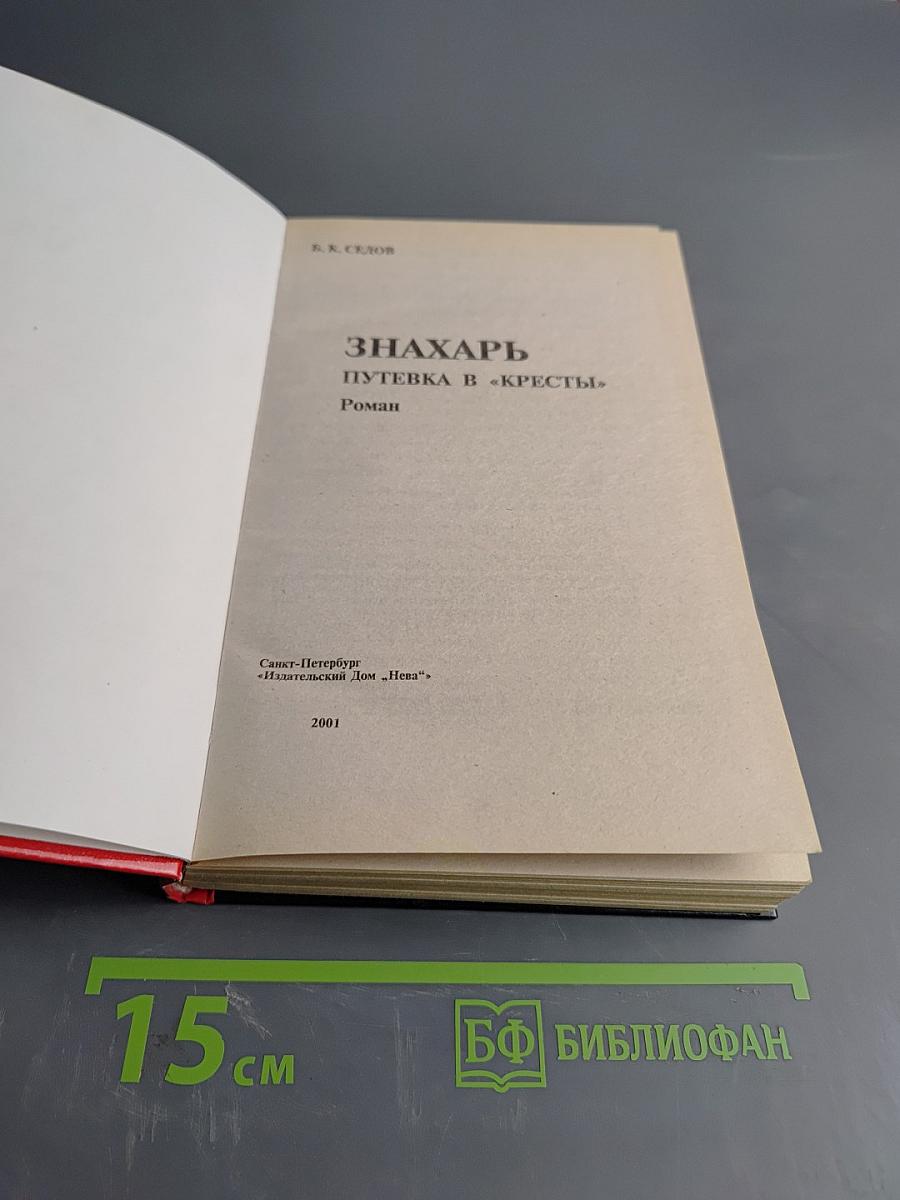 Б. К. СЕДОВ
ЗНАХАРЬ
ПУТЕВКА В «КРЕСТЫ»
Роман
Санкт-Петербург
«Издательский Дом „Нева“»
2001
15 см
БФ БИБЛИОФАН